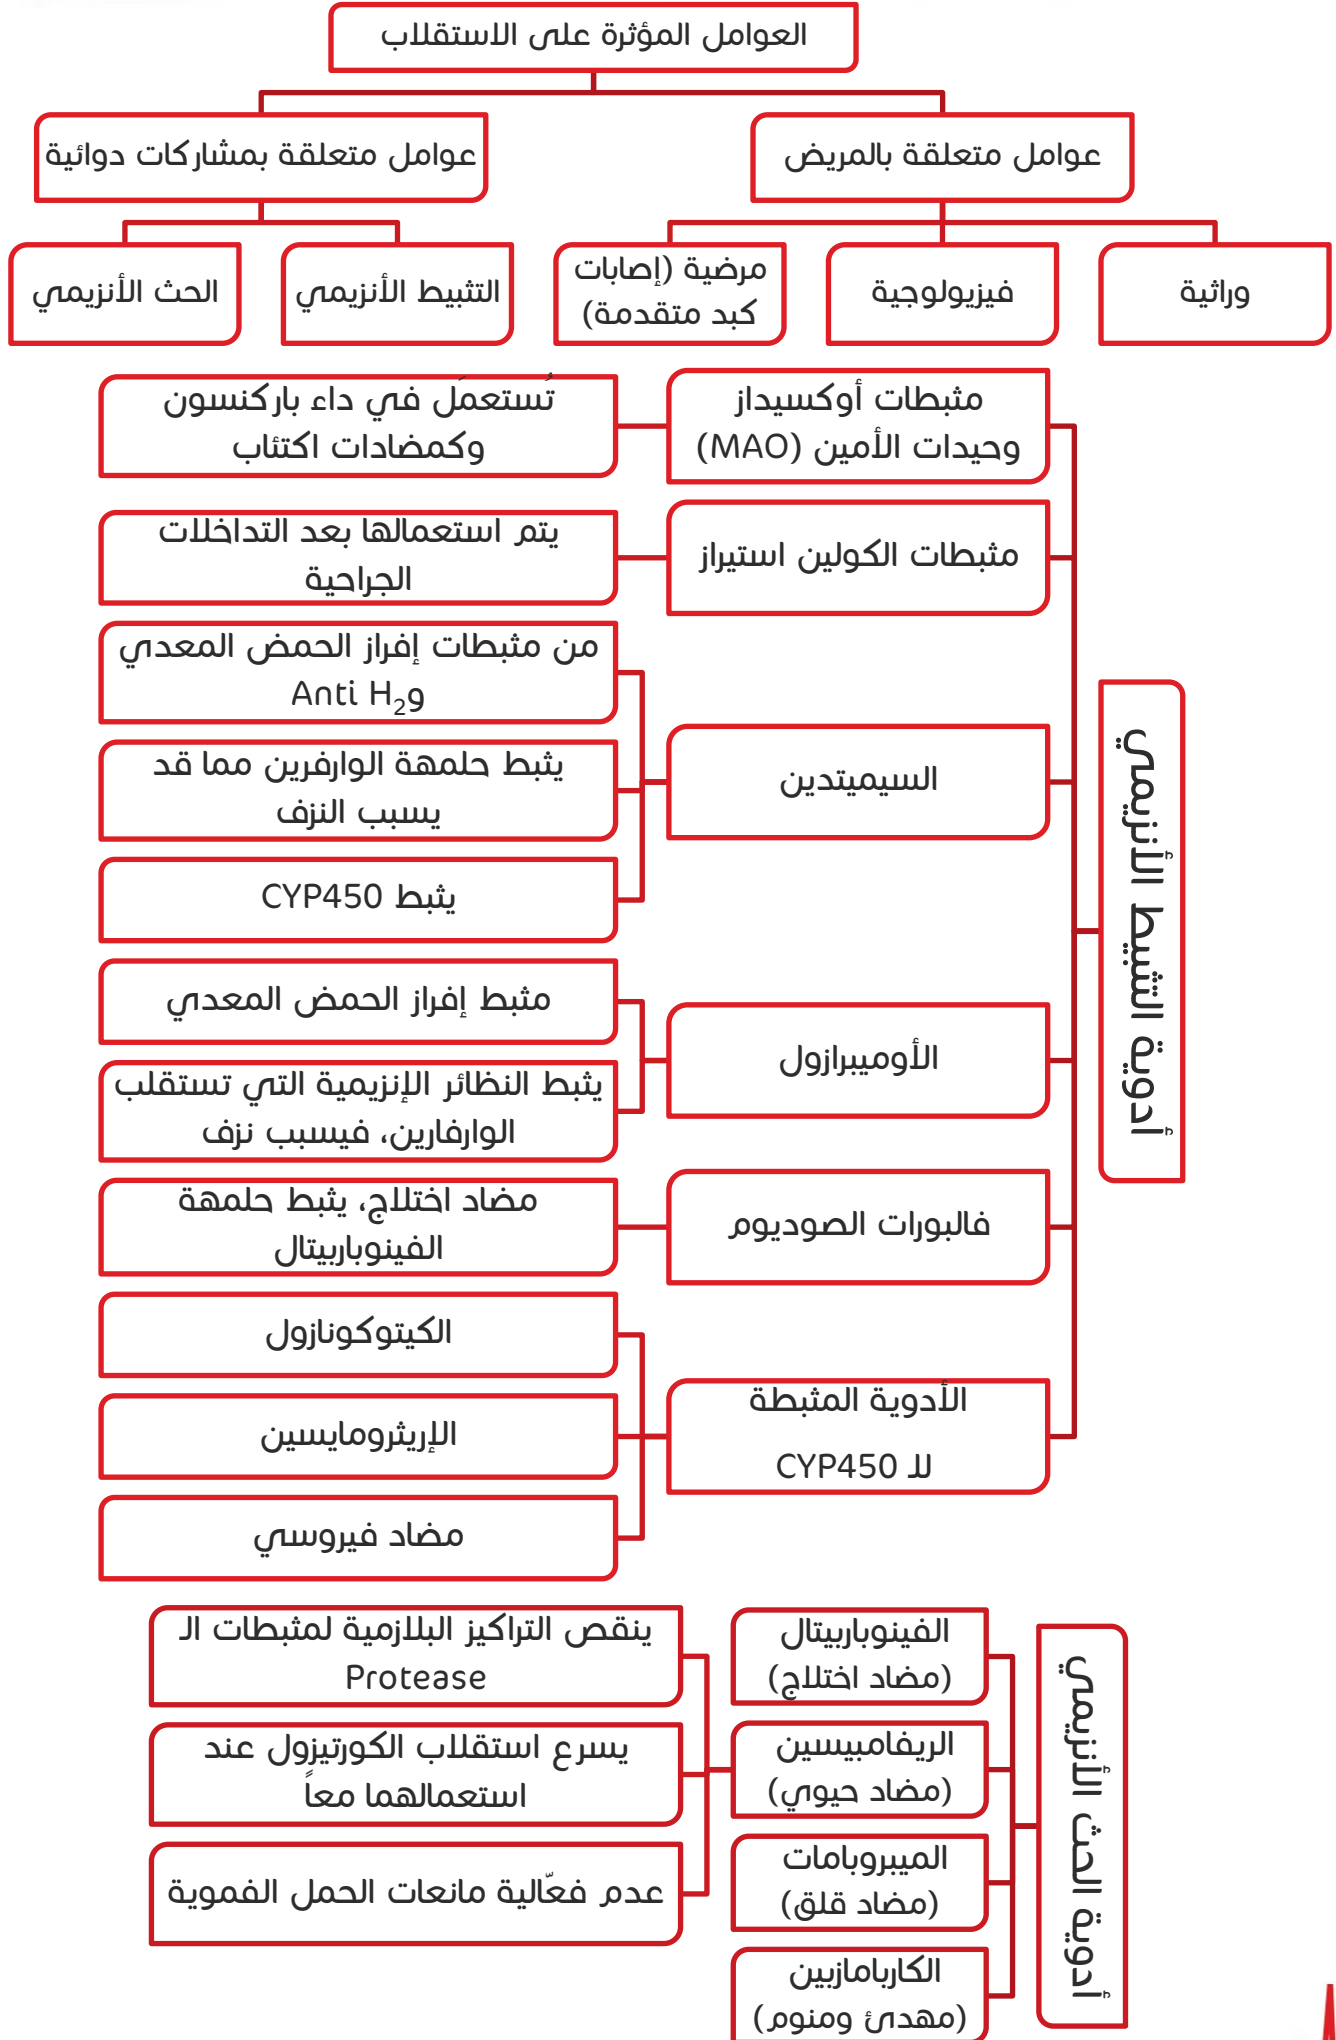 العوامل المؤثرة على الاستقلاب
عوامل متعلقة بالمريض
عوامل متعلقة بمشاركات دوائية
وراثية
فيزيولوجية
مرضية (إصابات
كبد متقدمة)
التثبيط الأنزيمي
الحث الأنزيمي
أدوية التثبيط الأنزيمي
مثبطات أوكسيداز
وحيدات الأمين (MAO)
تُستعمَل في داء باركنسون
وكمضادات اكتئاب
مثبطات الكولين استيراز
يتم استعمالها بعد التداخلات
الجراحية
السيميتدين
من مثبطات إفراز الحمض المعدي
وAnti H₂
يثبط حلمهة الوارفرين مما قد
يسبب النزف
يثبط CYP450
الأوميبرازول
مثبط إفراز الحمض المعدي
يثبط النظائر الإنزيمية التي تستقلب
الوارفارين، فيسبب نزف
فالبورات الصوديوم
مضاد اختلاج، يثبط حلمهة
الفينوباربيتال
الأدوية المثبطة
للـ CYP450
الكيتوكونازول
الإريثرومايسين
مضاد فيروسي
أدوية الحث الأنزيمي
الفينوباربيتال
(مضاد اختلاج)
الريفامبيسين
(مضاد حيوي)
ينقص التراكيز البلازمية لمثبطات الـ
Protease
يسرع استقلاب الكورتيزول عند
استعمالهما معاً
عدم فعّالية مانعات الحمل الفموية
الميبروبامات
(مضاد قلق)
الكاربامازبين
(مهدئ ومنوم)